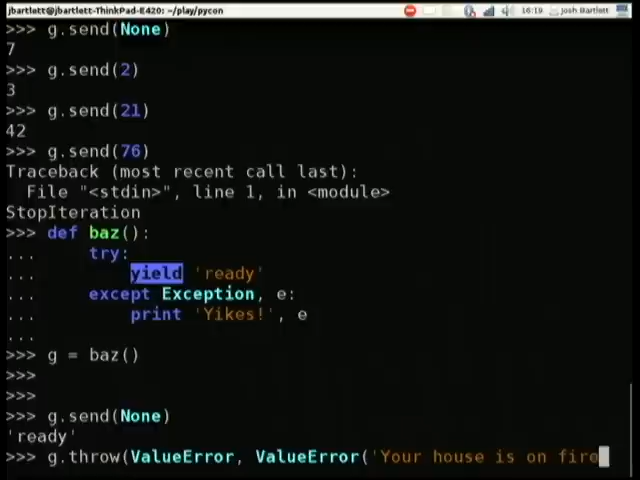 jbartlett@jbartlett-ThinkPad-E420: ~/play/pycon 16:19 Josh Bartlett
>>> g.send(None)
7
>>> g.send(2)
3
>>> g.send(21)
42
>>> g.send(76)
Traceback (most recent call last):
  File "<stdin>", line 1, in <module>
StopIteration
>>> def baz():
...     try:
...         yield 'ready'
...     except Exception, e:
...         print 'Yikes!', e
...
>>> g = baz()
>>>
>>>
>>> g.send(None)
'ready'
>>> g.throw(ValueError, ValueError('Your house is on fire